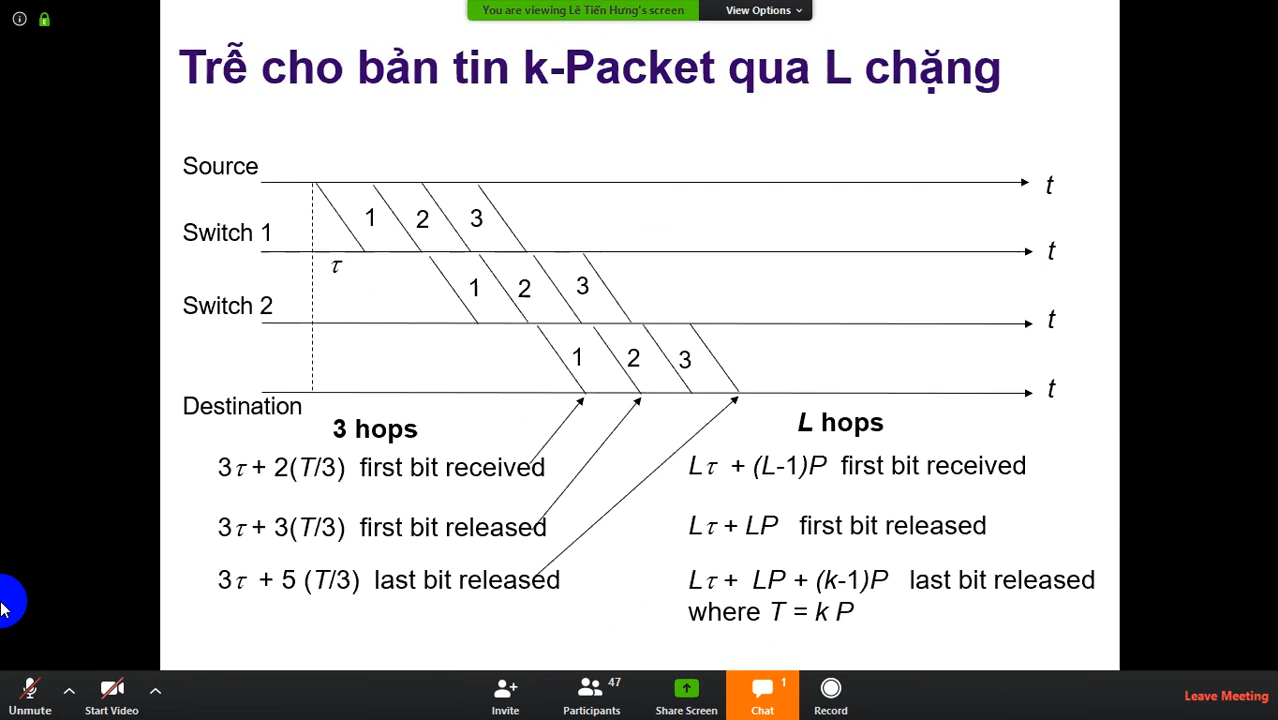 You are viewing Lê Tiến Hưng's screen
View Options
Trễ cho bản tin k-Packet qua L chặng
Source
t
1 2 3
Switch 1
t
τ
1 2 3
Switch 2
t
1 2 3
t
Destination
3 hops
L hops
3τ + 2(T/3) first bit received
Lτ + (L-1)P first bit received
3τ + 3(T/3) first bit released
Lτ + LP first bit released
3τ + 5 (T/3) last bit released
Lτ + LP + (k-1)P last bit released
where T = k P
47
1
Unmute
Start Video
Invite
Participants
Share Screen
Chat
Record
Leave Meeting